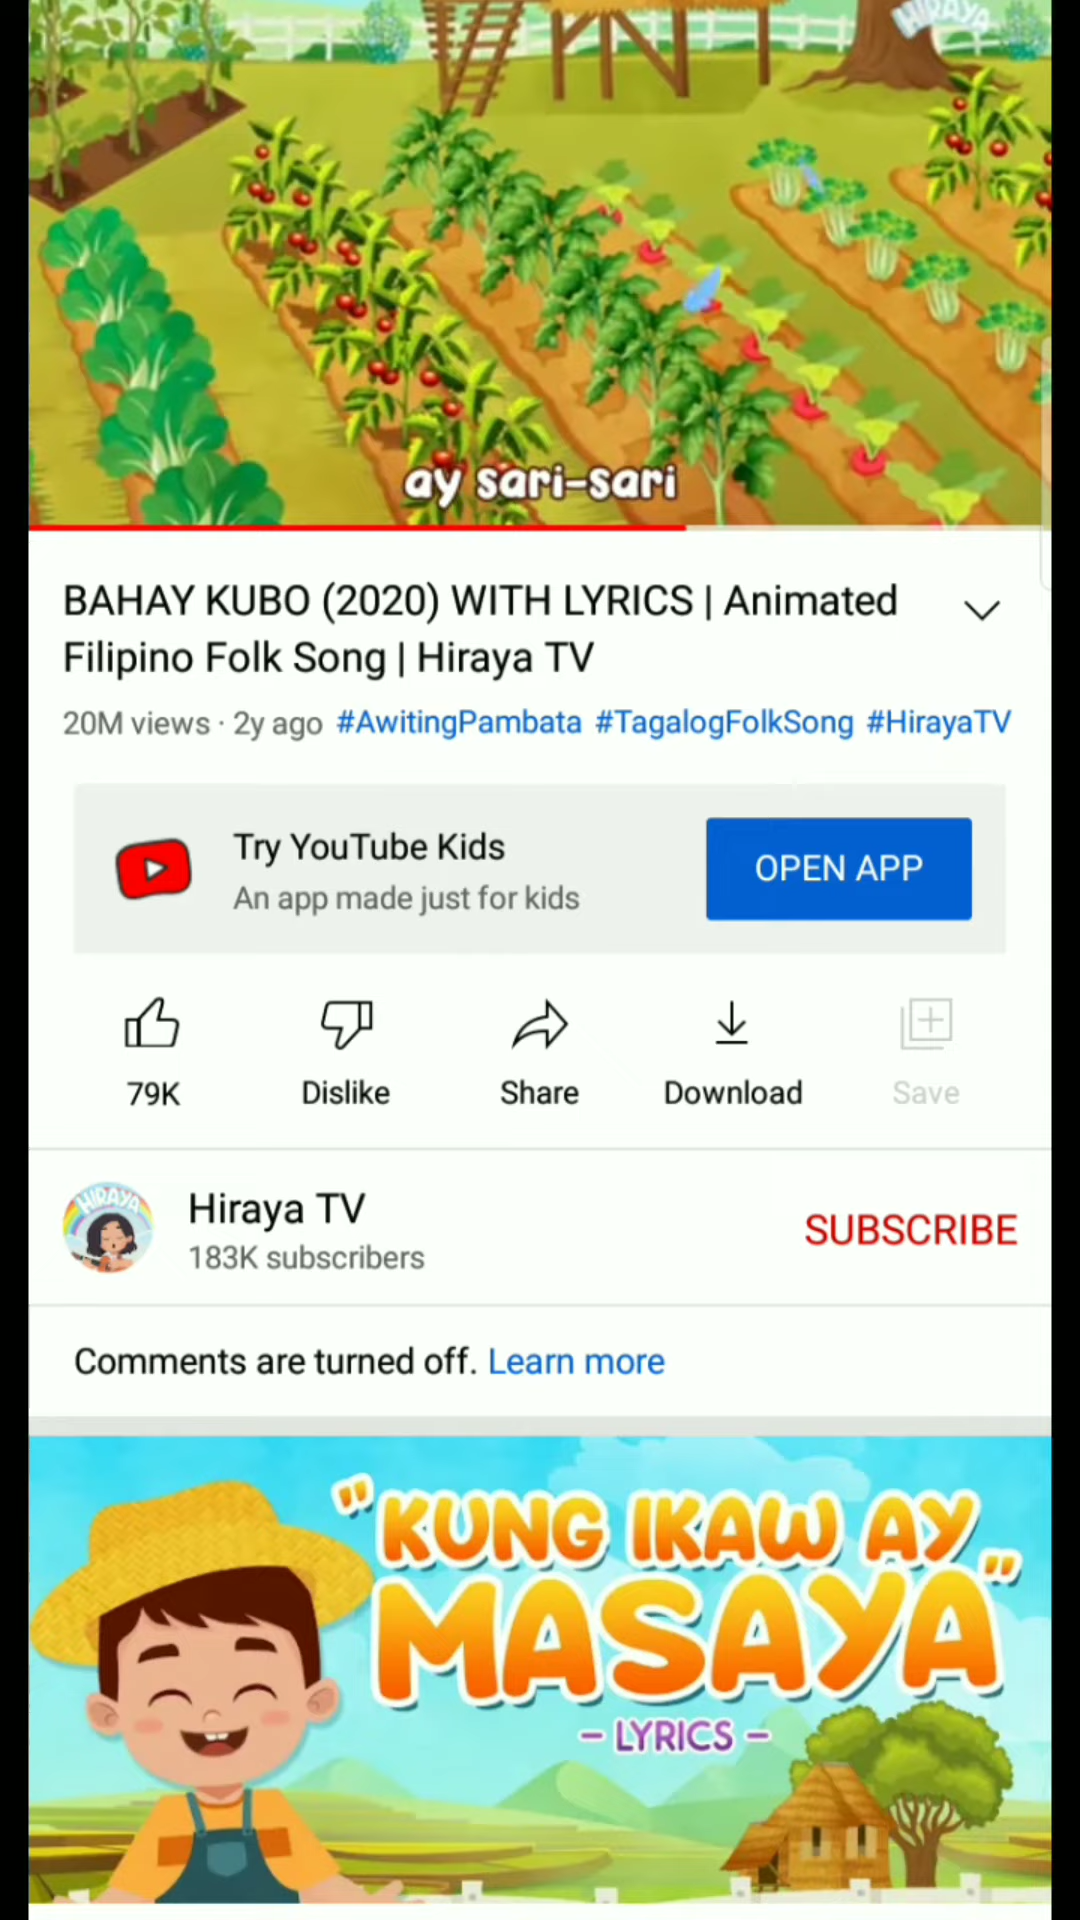 HIRAYA
ay sari-sari
BAHAY KUBO (2020) WITH LYRICS | Animated
Filipino Folk Song | Hiraya TV
20M views · 2y ago #AwitingPambata #TagalogFolkSong #HirayaTV
Try YouTube Kids
An app made just for kids
OPEN APP
79K
Dislike
Share
Download
Save
HIRAYA
Hiraya TV
183K subscribers
SUBSCRIBE
Comments are turned off. Learn more
"KUNG IKAW AY
MASAYA"
- LYRICS -